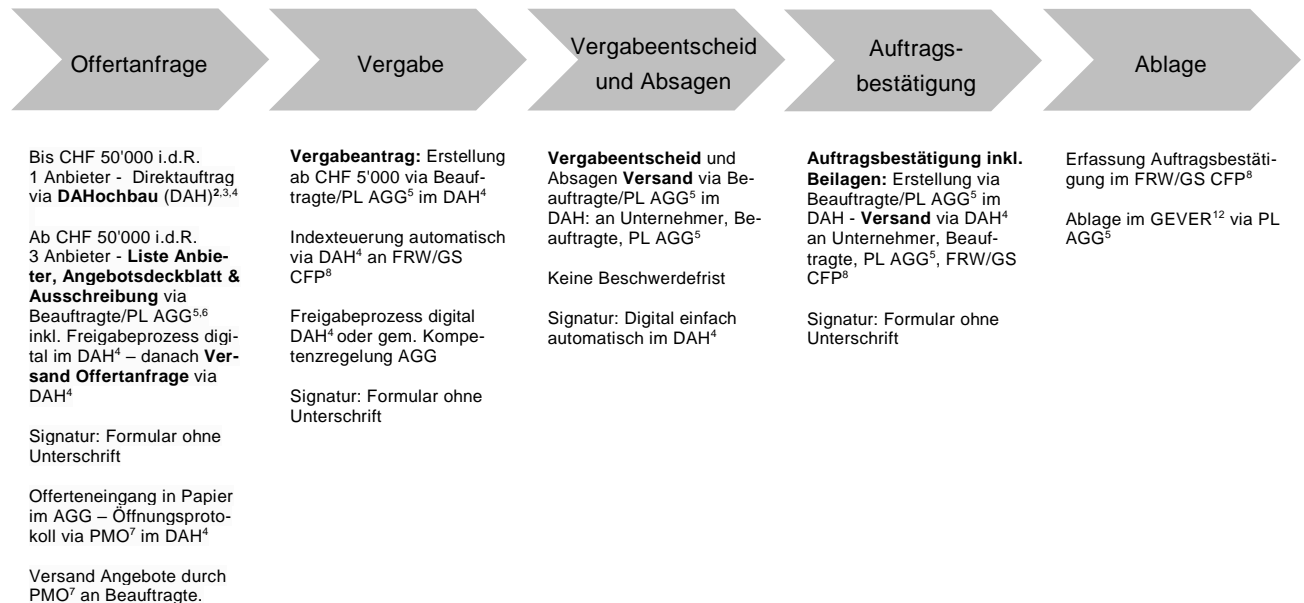 Offertanfrage
Vergabe
Vergabeentscheid
und Absagen
Auftrags-
bestätigung
Ablage
Bis CHF 50'000 i.d.R.
1 Anbieter - Direktauftrag
via DAHochbau (DAH)2,3,4
Ab CHF 50'000 i.d.R.
3 Anbieter - Liste Anbie-
ter, Angebotsdeckblatt &
Ausschreibung via
Beauftragte/PL AGG5,6
inkl. Freigabeprozess digi-
tal im DAH4 – danach Ver-
sand Offertanfrage via
DAH4
Signatur: Formular ohne
Unterschrift
Offerteneingang in Papier
im AGG – Öffnungsproto-
koll via PMO7 im DAH4
Versand Angebote durch
PMO7 an Beauftragte.
Vergabeantrag: Erstellung
ab CHF 5'000 via Beauf-
tragte/PL AGG5 im DAH4
Indexteuerung automatisch
via DAH4 an FRW/GS
CFP8
Freigabeprozess digital
DAH4 oder gem. Kompe-
tenzregelung AGG
Signatur: Formular ohne
Unterschrift
Vergabeentscheid und
Absagen Versand via Be-
auftragte/PL AGG5 im
DAH: an Unternehmer, Be-
auftragte, PL AGG5
Keine Beschwerdefrist
Signatur: Digital einfach
automatisch im DAH4
Auftragsbestätigung inkl.
Beilagen: Erstellung via
Beauftragte/PL AGG5 im
DAH - Versand via DAH4
an Unternehmer, Beauf-
tragte, PL AGG5, FRW/GS
CFP8
Signatur: Formular ohne
Unterschrift
Erfassung Auftragsbestäti-
gung im FRW/GS CFP8
Ablage im GEVER12 via PL
AGG5